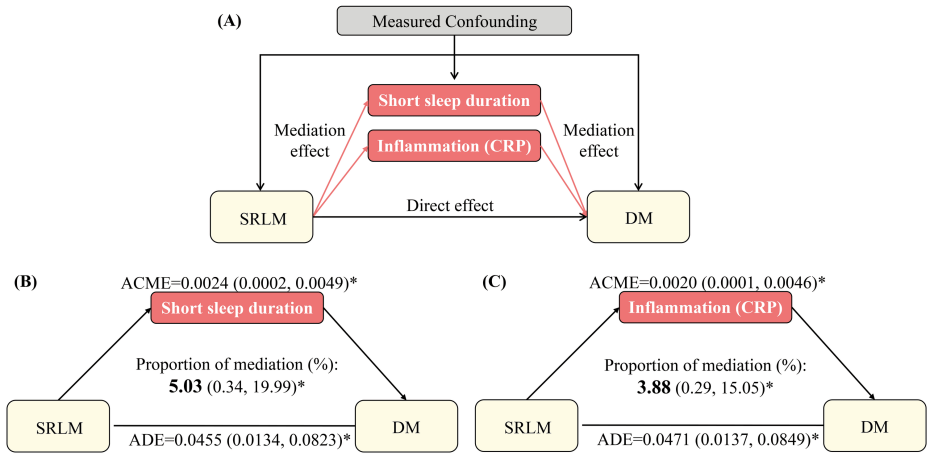 (A)
Measured Confounding
Short sleep duration
Mediation
effect
Mediation
effect
Inflammation (CRP)
SRLM
Direct effect
DM
(B)
ACME=0.0024 (0.0002, 0.0049)*
Short sleep duration
Proportion of mediation (%):
5.03 (0.34, 19.99)*
SRLM
DM
ADE=0.0455 (0.0134, 0.0823)*
(C)
ACME=0.0020 (0.0001, 0.0046)*
Inflammation (CRP)
Proportion of mediation (%):
3.88 (0.29, 15.05)*
SRLM
DM
ADE=0.0471 (0.0137, 0.0849)*